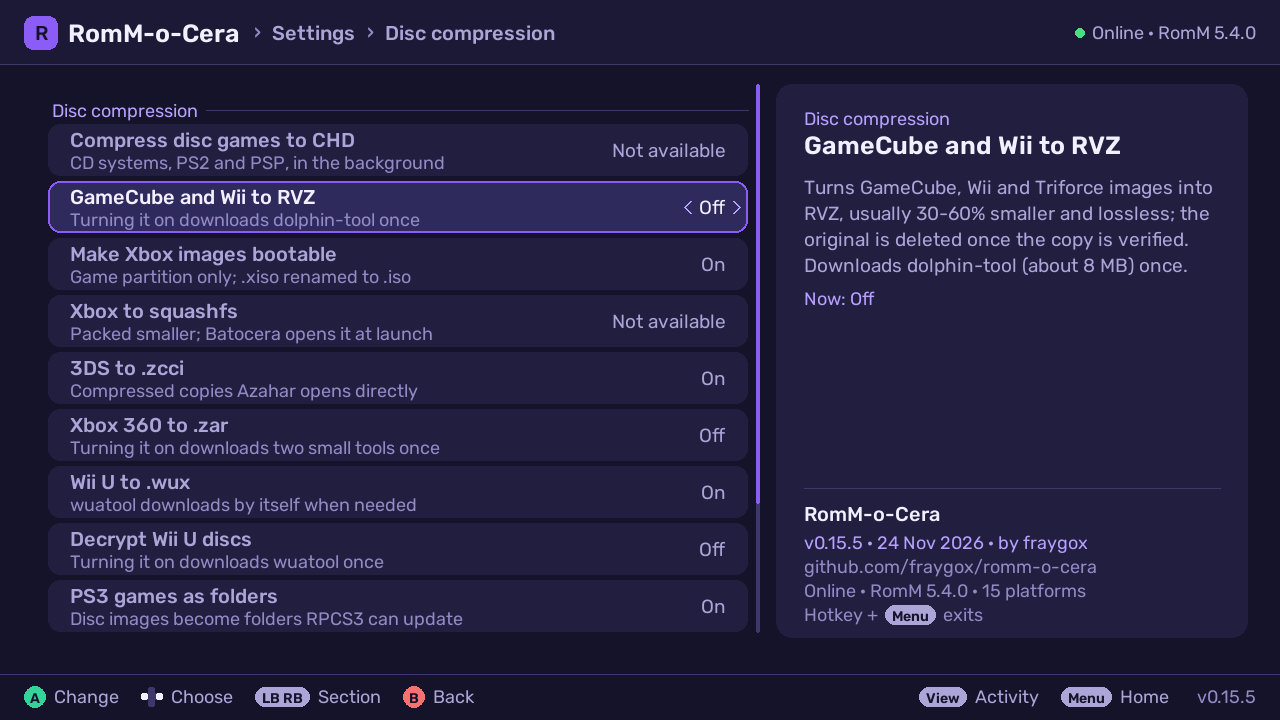 R RomM-o-Cera › Settings › Disc compression
Online • RomM 5.4.0
Disc compression
Compress disc games to CHD
CD systems, PS2 and PSP, in the background
Not available
GameCube and Wii to RVZ
Turning it on downloads dolphin-tool once
Off
Make Xbox images bootable
Game partition only; .xiso renamed to .iso
On
Xbox to squashfs
Packed smaller; Batocera opens it at launch
Not available
3DS to .zcci
Compressed copies Azahar opens directly
On
Xbox 360 to .zar
Turning it on downloads two small tools once
Off
Wii U to .wux
wuatool downloads by itself when needed
On
Decrypt Wii U discs
Turning it on downloads wuatool once
Off
PS3 games as folders
Disc images become folders RPCS3 can update
On
Disc compression
GameCube and Wii to RVZ
Turns GameCube, Wii and Triforce images into
RVZ, usually 30-60% smaller and lossless; the
original is deleted once the copy is verified.
Downloads dolphin-tool (about 8 MB) once.
Now: Off
RomM-o-Cera
v0.15.5 • 24 Nov 2026 • by fraygox
github.com/fraygox/romm-o-cera
Online • RomM 5.4.0 • 15 platforms
Hotkey + Menu exits
A Change Choose LB RB Section B Back
View Activity Menu Home v0.15.5